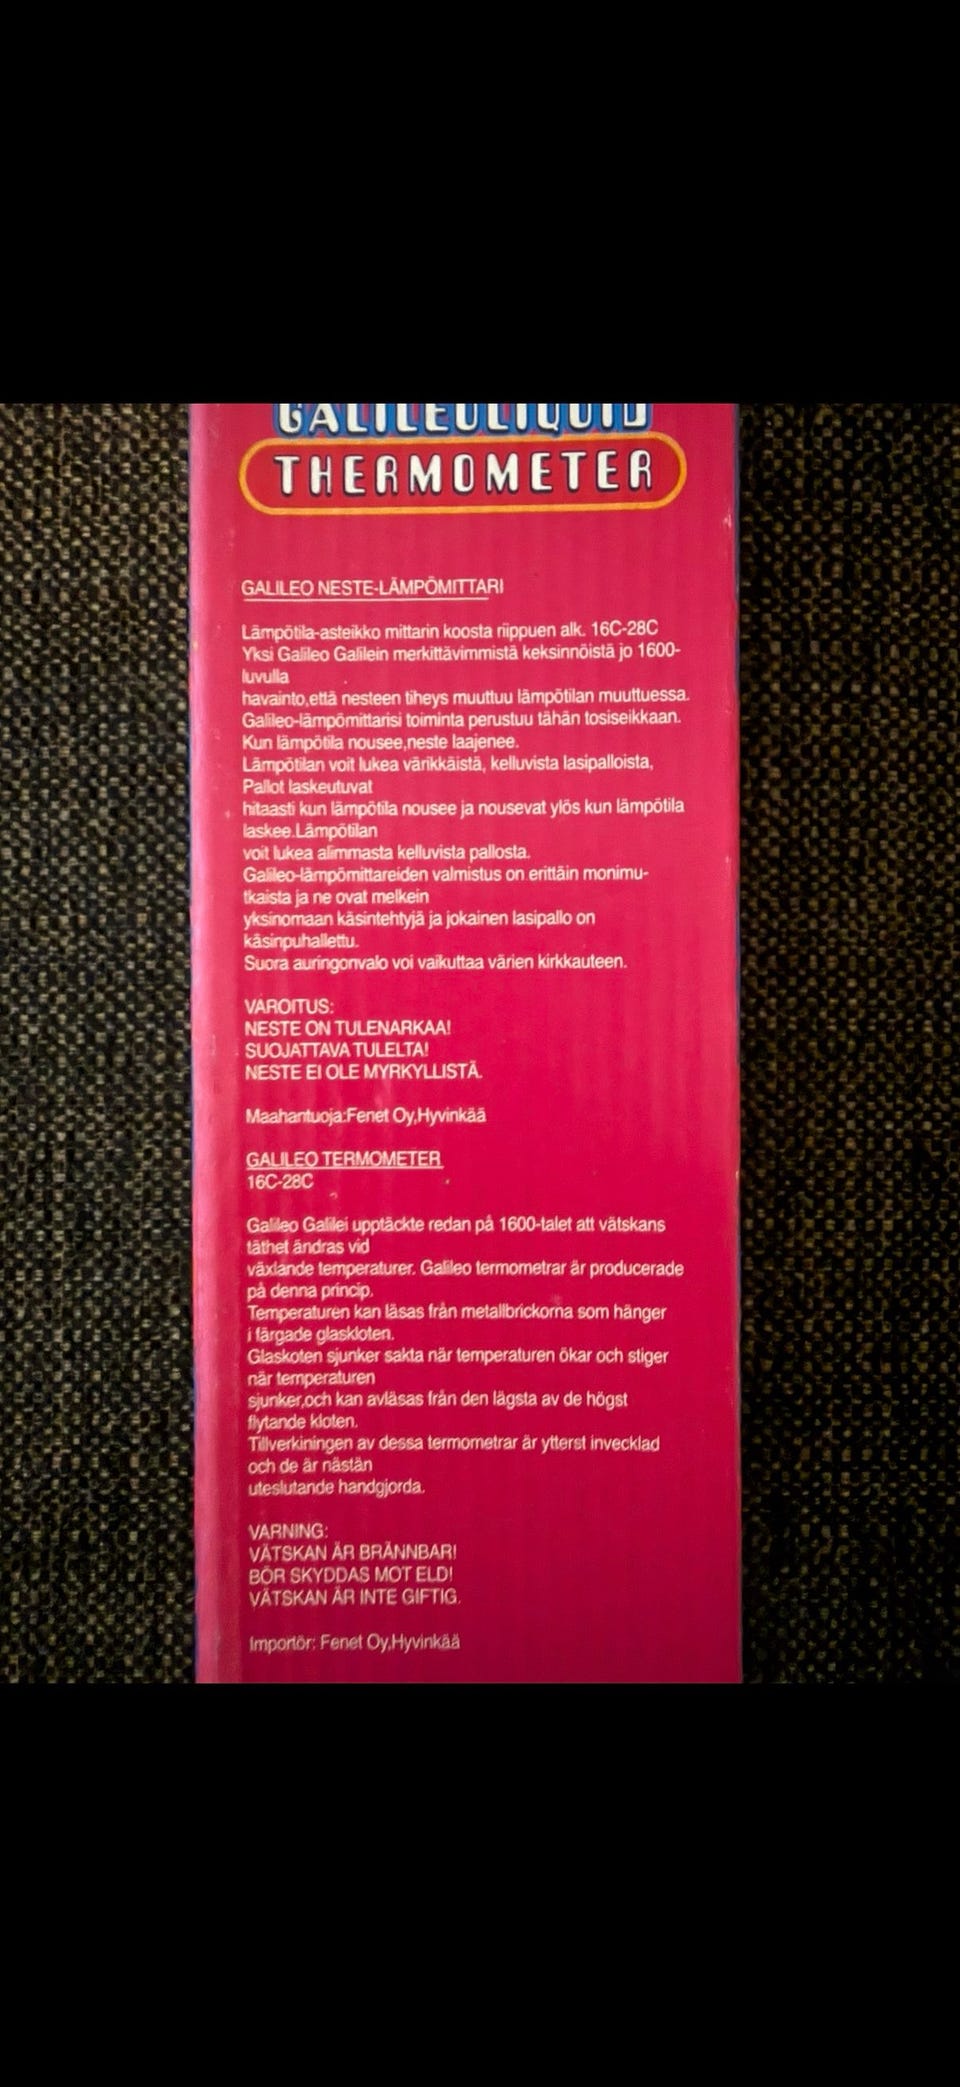 GALILEOLIQUID
THERMOMETER
GALILEO NESTE-LÄMPÖMITTARI
Lämpötila-asteikko mittarin koosta riippuen alk. 16C-28C
Yksi Galileo Galilein merkittävimmistä keksinnöistä jo 1600-
luvulla
havainto,että nesteen tiheys muuttuu lämpötilan muuttuessa.
Galileo-lämpömittarisi toiminta perustuu tähän tosiseikkaan.
Kun lämpötila nousee,neste laajenee.
Lämpötilan voit lukea värikkäistä, kelluvista lasipalloista,
Pallot laskeutuvat
hitaasti kun lämpötila nousee ja nousevat ylös kun lämpötila
laskee.Lämpötilan
voit lukea alimmasta kelluvista pallosta.
Galileo-lämpömittareiden valmistus on erittäin monimu-
tkaista ja ne ovat melkein
yksinomaan käsintehtyjä ja jokainen lasipallo on
käsinpuhallettu.
Suora auringonvalo voi vaikuttaa värien kirkkauteen.
VAROITUS:
NESTE ON TULENARKAA!
SUOJATTAVA TULELTA!
NESTE EI OLE MYRKYLLISTÄ.
Maahantuoja:Fenet Oy,Hyvinkää
GALILEO TERMOMETER
16C-28C
Galileo Galilei upptäckte redan på 1600-talet att vätskans
täthet ändras vid
växlande temperaturer. Galileo termometrar är producerade
på denna princip.
Temperaturen kan läsas från metallbrickorna som hänger
i färgade glaskloten.
Glaskoten sjunker sakta när temperaturen ökar och stiger
när temperaturen
sjunker,och kan avläsas från den lägsta av de högst
flytande kloten.
Tillverkiningen av dessa termometrar är ytterst invecklad
och de är nästän
uteslutande handgjorda.
VARNING:
VÄTSKAN ÄR BRÄNNBAR!
BÖR SKYDDAS MOT ELD!
VÄTSKAN ÄR INTE GIFTIG.
Importör: Fenet Oy,Hyvinkää